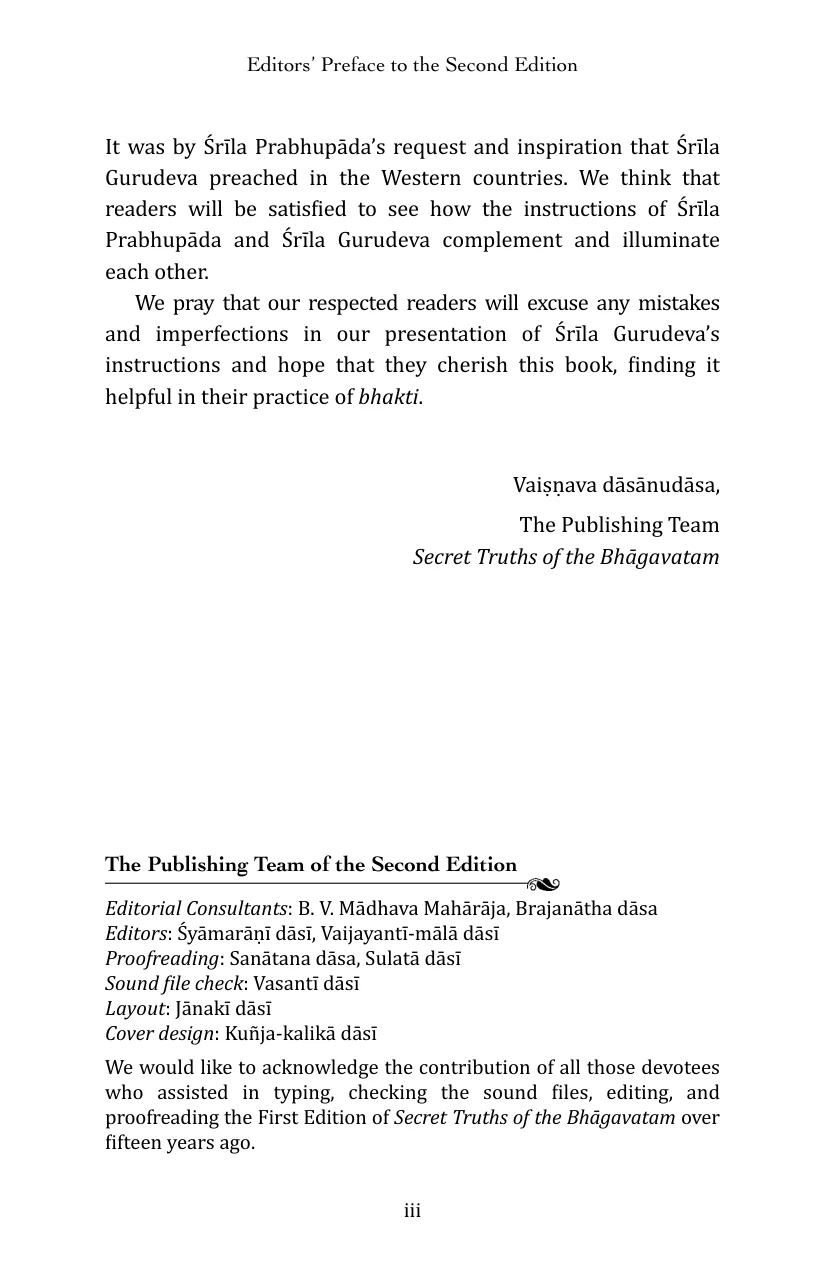 Editors’ Preface to the Second Edition
It was by Śrīla Prabhupāda’s request and inspiration that Śrīla
Gurudeva preached in the Western countries. We think that
readers will be satisfied to see how the instructions of Śrīla
Prabhupāda and Śrīla Gurudeva complement and illuminate
each other.
We pray that our respected readers will excuse any mistakes
and imperfections in our presentation of Śrīla Gurudeva’s
instructions and hope that they cherish this book, finding it
helpful in their practice of bhakti.
Vaiṣṇava dāsānudāsa,
The Publishing Team
Secret Truths of the Bhāgavatam
The Publishing Team of the Second Edition
Editorial Consultants: B. V. Mādhava Mahārāja, Brajanātha dāsa
Editors: Śyāmarāṇī dāsī, Vaijayantī-mālā dāsī
Proofreading: Sanātana dāsa, Sulatā dāsī
Sound file check: Vasantī dāsī
Layout: Jānakī dāsī
Cover design: Kuñja-kalikā dāsī
We would like to acknowledge the contribution of all those devotees
who assisted in typing, checking the sound files, editing, and
proofreading the First Edition of Secret Truths of the Bhāgavatam over
fifteen years ago.
iii